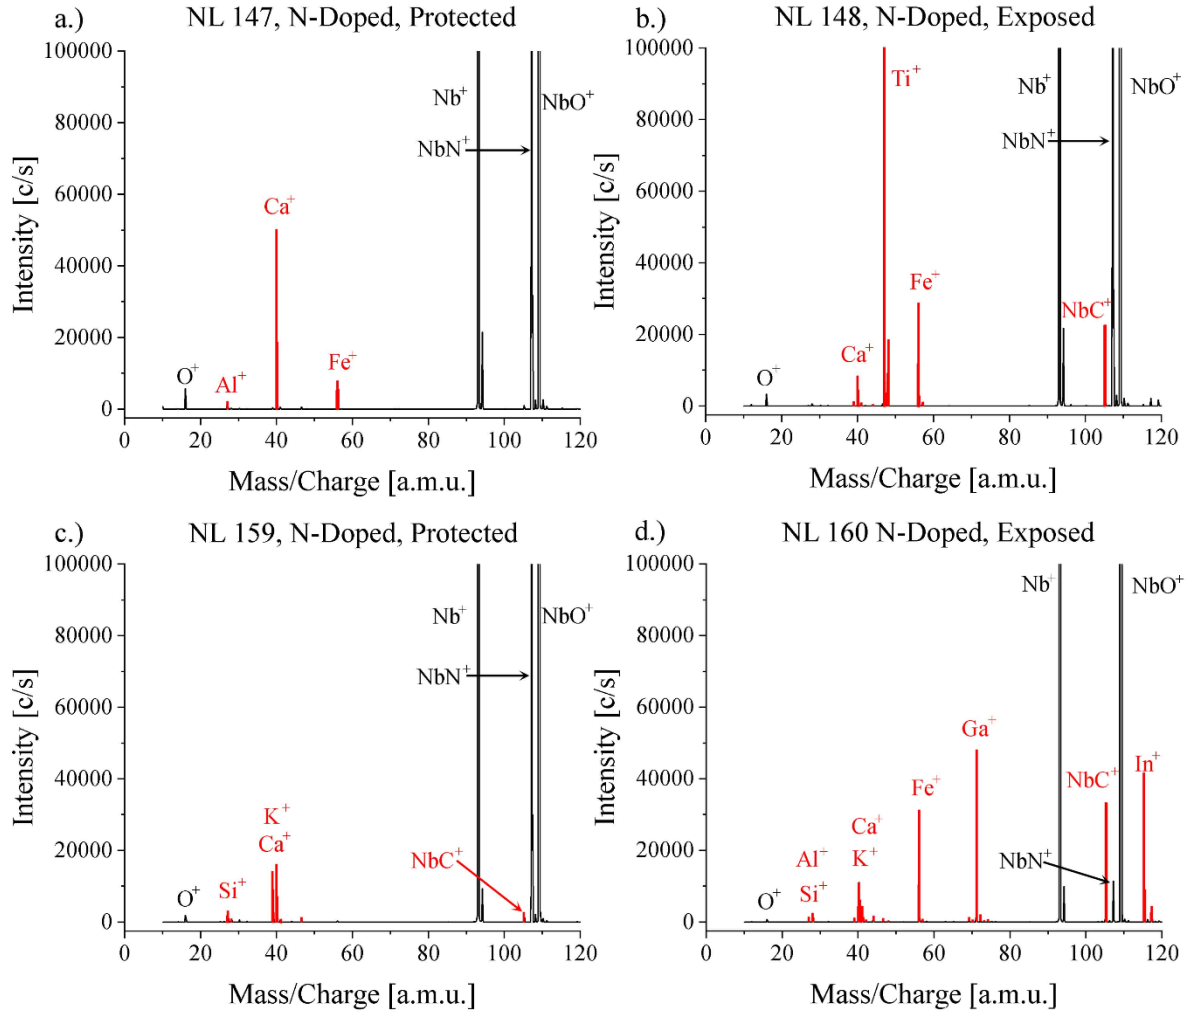 a.) NL 147, N-Doped, Protected
100000
80000
60000
40000
20000
0
Intensity [c/s]
O⁺
Al⁺
Ca⁺
Fe⁺
Nb⁺
NbO⁺
NbN⁺
0 20 40 60 80 100 120
Mass/Charge [a.m.u.]
b.) NL 148, N-Doped, Exposed
100000
80000
60000
40000
20000
0
Intensity [c/s]
O⁺
Ca⁺
Ti⁺
Fe⁺
Nb⁺
NbO⁺
NbN⁺
NbC⁺
0 20 40 60 80 100 120
Mass/Charge [a.m.u.]
c.) NL 159, N-Doped, Protected
100000
80000
60000
40000
20000
0
Intensity [c/s]
O⁺
Si⁺
K⁺
Ca⁺
Nb⁺
NbO⁺
NbN⁺
NbC⁺
0 20 40 60 80 100 120
Mass/Charge [a.m.u.]
d.) NL 160 N-Doped, Exposed
100000
80000
60000
40000
20000
0
Intensity [c/s]
O⁺
Al⁺
Si⁺
Ca⁺
K⁺
Fe⁺
Ga⁺
Nb⁺
NbO⁺
NbC⁺
In⁺
NbN⁺
0 20 40 60 80 100 120
Mass/Charge [a.m.u.]